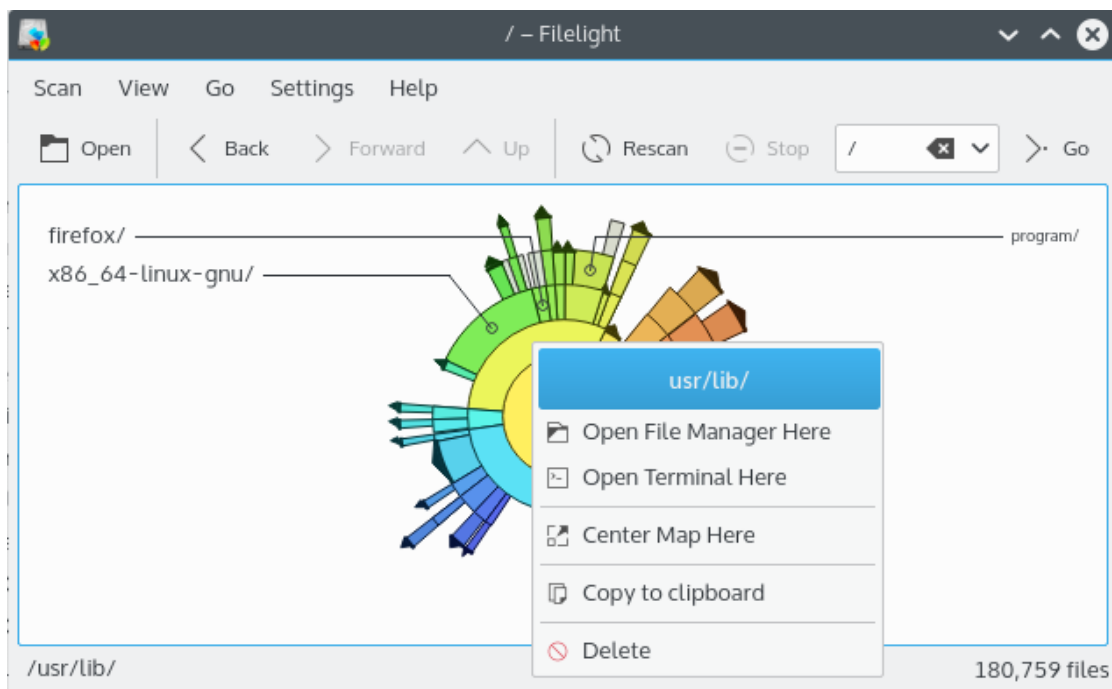 / – Filelight
Scan View Go Settings Help
Open Back Forward Up Rescan Stop / Go
firefox/
program/
x86_64-linux-gnu/
usr/lib/
Open File Manager Here
Open Terminal Here
Center Map Here
Copy to clipboard
Delete
/usr/lib/ 180,759 files